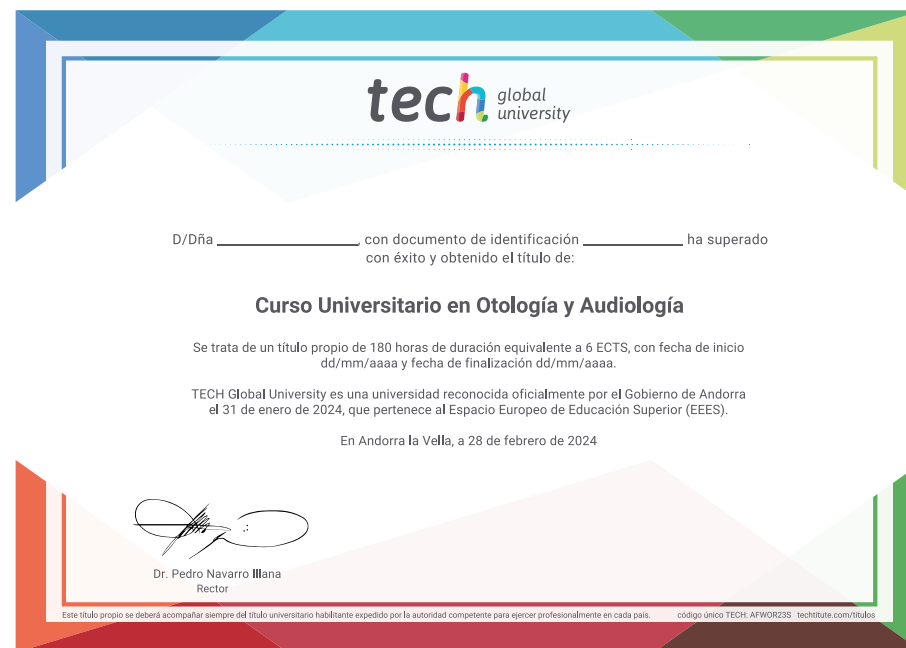 tech global university
D/Dña ____________, con documento de identificación ____________ ha superado
con éxito y obtenido el título de:
Curso Universitario en Otología y Audiología
Se trata de un título propio de 180 horas de duración equivalente a 6 ECTS, con fecha de inicio
dd/mm/aaaa y fecha de finalización dd/mm/aaaa.
TECH Global University es una universidad reconocida oficialmente por el Gobierno de Andorra
el 31 de enero de 2024, que pertenece al Espacio Europeo de Educación Superior (EEES).
En Andorra la Vella, a 28 de febrero de 2024
Dr. Pedro Navarro Illana
Rector
Este título propio se deberá acompañar siempre del título universitario habilitante expedido por la autoridad competente para ejercer profesionalmente en cada país. código único TECH: AFWOR23S techtitute.com/títulos